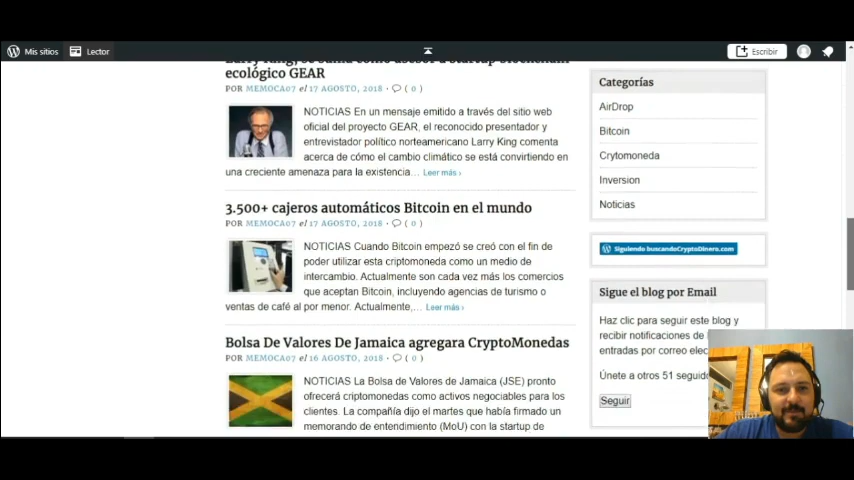 Mis sitios
Lector
Escribir
Larry King, se suma como asesor a startup blockchain
ecológico GEAR
POR MEMOCA07 el 17 AGOSTO, 2018 • ( 0 )
NOTICIAS En un mensaje emitido a través del sitio web
oficial del proyecto GEAR, el reconocido presentador y
entrevistador político norteamericano Larry King comenta
acerca de cómo el cambio climático se está convirtiendo
en una creciente amenaza para la existencia… Leer más ›
3.500+ cajeros automáticos Bitcoin en el mundo
POR MEMOCA07 el 17 AGOSTO, 2018 • ( 0 )
NOTICIAS Cuando Bitcoin empezó se creó con el fin de
poder utilizar esta criptomoneda como un medio de
intercambio. Actualmente son cada vez más los comercios
que aceptan Bitcoin, incluyendo agencias de turismo o
ventas de café al por menor. Actualmente,… Leer más ›
Bolsa De Valores De Jamaica agregara CryptoMonedas
POR MEMOCA07 el 16 AGOSTO, 2018 • ( 0 )
NOTICIAS La Bolsa de Valores de Jamaica (JSE) pronto
ofrecerá criptomonedas como activos negociables para los
clientes. La compañía dijo el martes que había firmado un
memorando de entendimiento (MoU) con la startup de
Categorías
AirDrop
Bitcoin
Crytomoneda
Inversion
Noticias
Siguiendo buscandoCryptoDinero.com
Sigue el blog por Email
Haz clic para seguir este blog y
recibir notificaciones de
entradas por correo elec
Únete a otros 51 seguido
Seguir